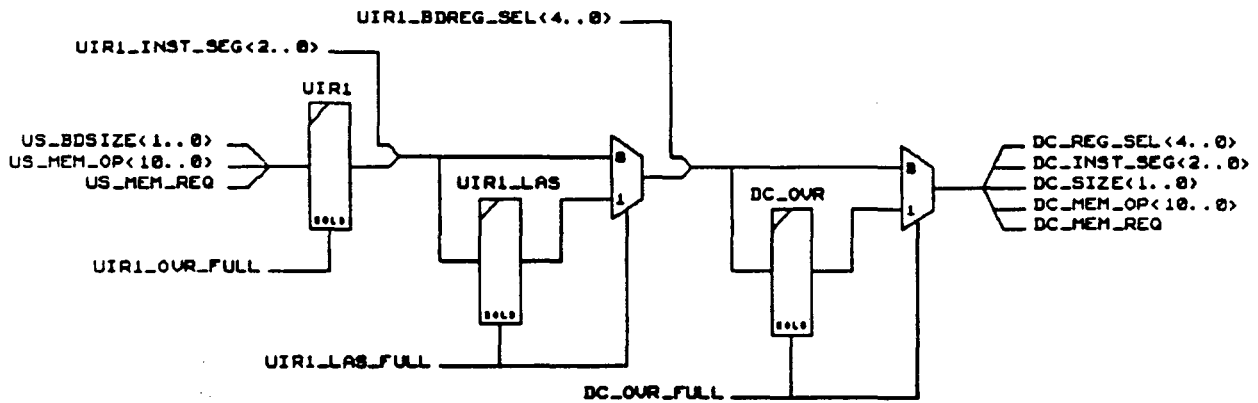 UIR1_BDREG_SEL<4..0>
UIR1_INST_SEG<2..0>
UIR1
US_BDSIZE<1..0>
US_MEM_OP<10..0>
US_MEM_REQ
HOLD
UIR1_OVR_FULL
UIR1_LAS
0
1
HOLD
UIR1_LAS_FULL
DC_OVR
0
1
HOLD
DC_OVR_FULL
DC_REG_SEL<4..0>
DC_INST_SEG<2..0>
DC_SIZE<1..0>
DC_MEM_OP<10..0>
DC_MEM_REQ